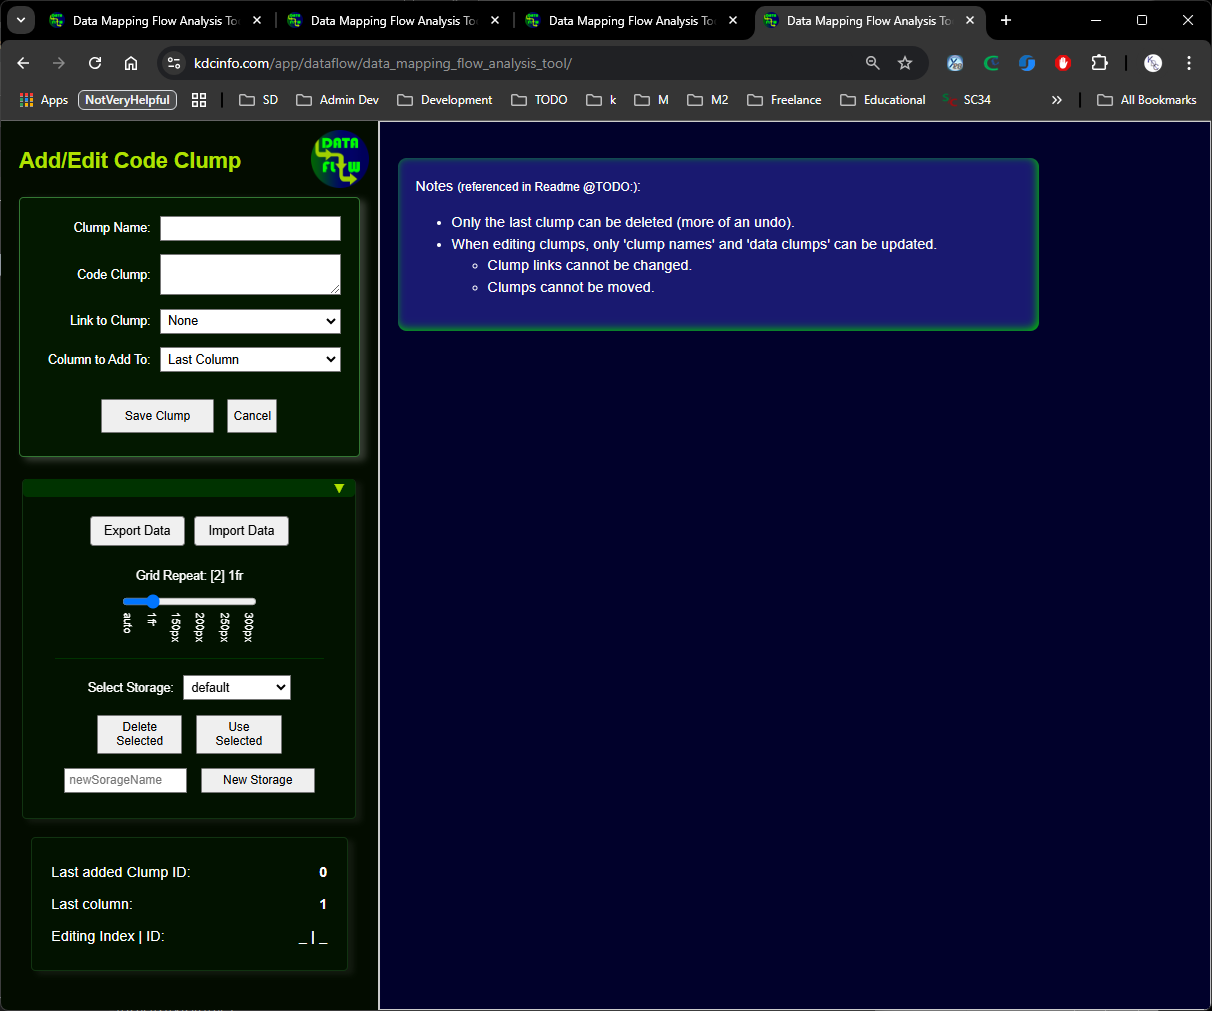 Data Mapping Flow Analysis To
Data Mapping Flow Analysis To
Data Mapping Flow Analysis To
Data Mapping Flow Analysis To
kdcinfo.com/app/dataflow/data_mapping_flow_analysis_tool/
Apps
NotVeryHelpful
SD
Admin Dev
Development
TODO
k
M
M2
Freelance
Educational
SC34
All Bookmarks
Add/Edit Code Clump
DATA
FLOW
Clump Name:
Code Clump:
Link to Clump: None
Column to Add To: Last Column
Save Clump Cancel
Export Data Import Data
Grid Repeat: [2] 1fr
auto 1fr 150px 200px 250px 300px
Select Storage: default
Delete
Selected
Use
Selected
newSorageName New Storage
Last added Clump ID: 0
Last column: 1
Editing Index | ID: _ | _
Notes (referenced in Readme @TODO:):
• Only the last clump can be deleted (more of an undo).
• When editing clumps, only 'clump names' and 'data clumps' can be updated.
◦ Clump links cannot be changed.
◦ Clumps cannot be moved.